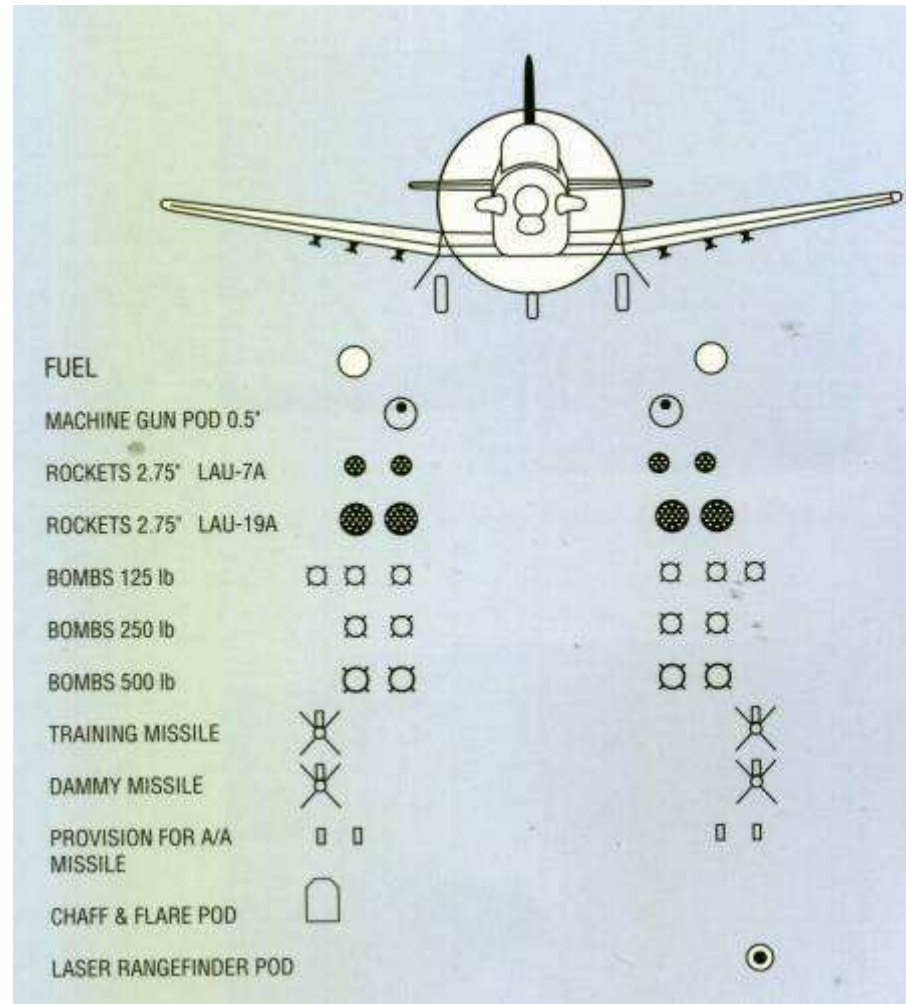 FUEL
MACHINE GUN POD 0.5"
ROCKETS 2.75" LAU-7A
ROCKETS 2.75" LAU-19A
BOMBS 125 lb
BOMBS 250 lb
BOMBS 500 lb
TRAINING MISSILE
DAMMY MISSILE
PROVISION FOR A/A
MISSILE
CHAFF & FLARE POD
LASER RANGEFINDER POD